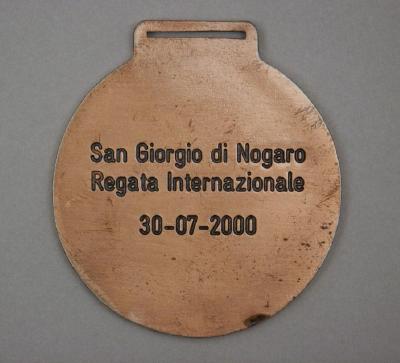 San Giorgio di Nogaro
Regata Internazionale
30-07-2000